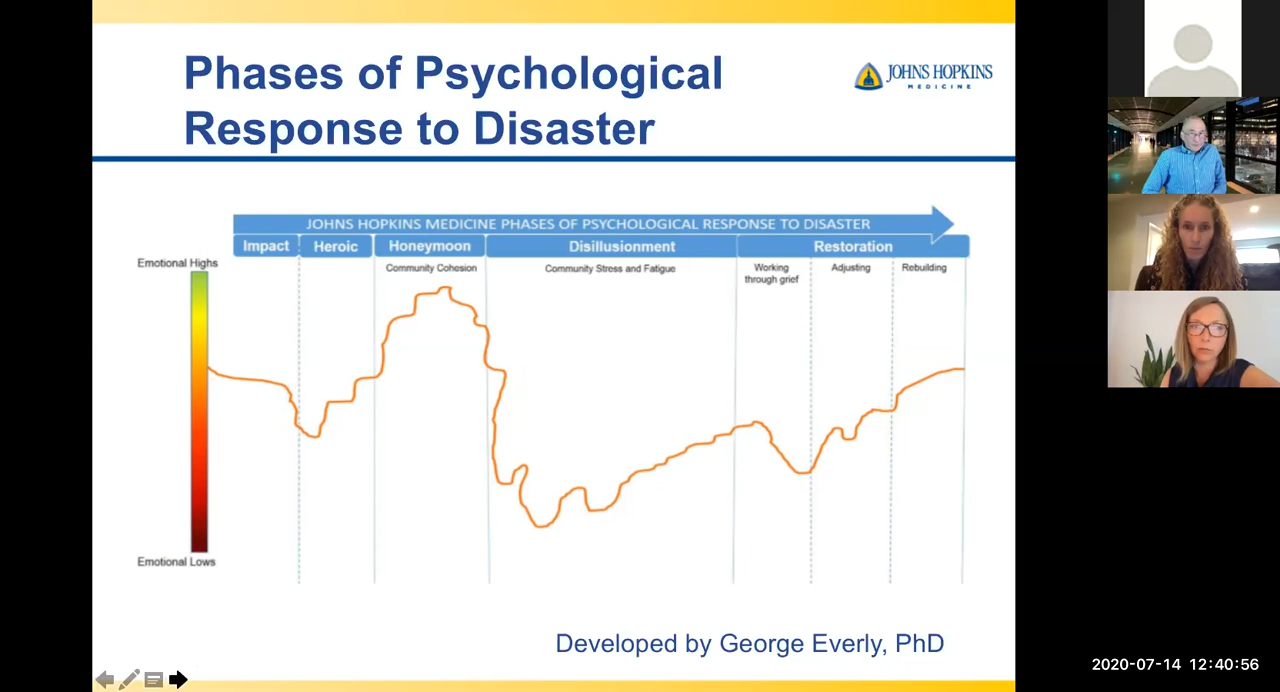 Phases of Psychological
Response to Disaster
JOHNS HOPKINS
MEDICINE
JOHNS HOPKINS MEDICINE PHASES OF PSYCHOLOGICAL RESPONSE TO DISASTER
Impact Heroic Honeymoon Disillusionment Restoration
Emotional Highs
Community Cohesion Community Stress and Fatigue Working through grief Adjusting Rebuilding
Emotional Lows
Developed by George Everly, PhD
2020-07-14 12:40:56